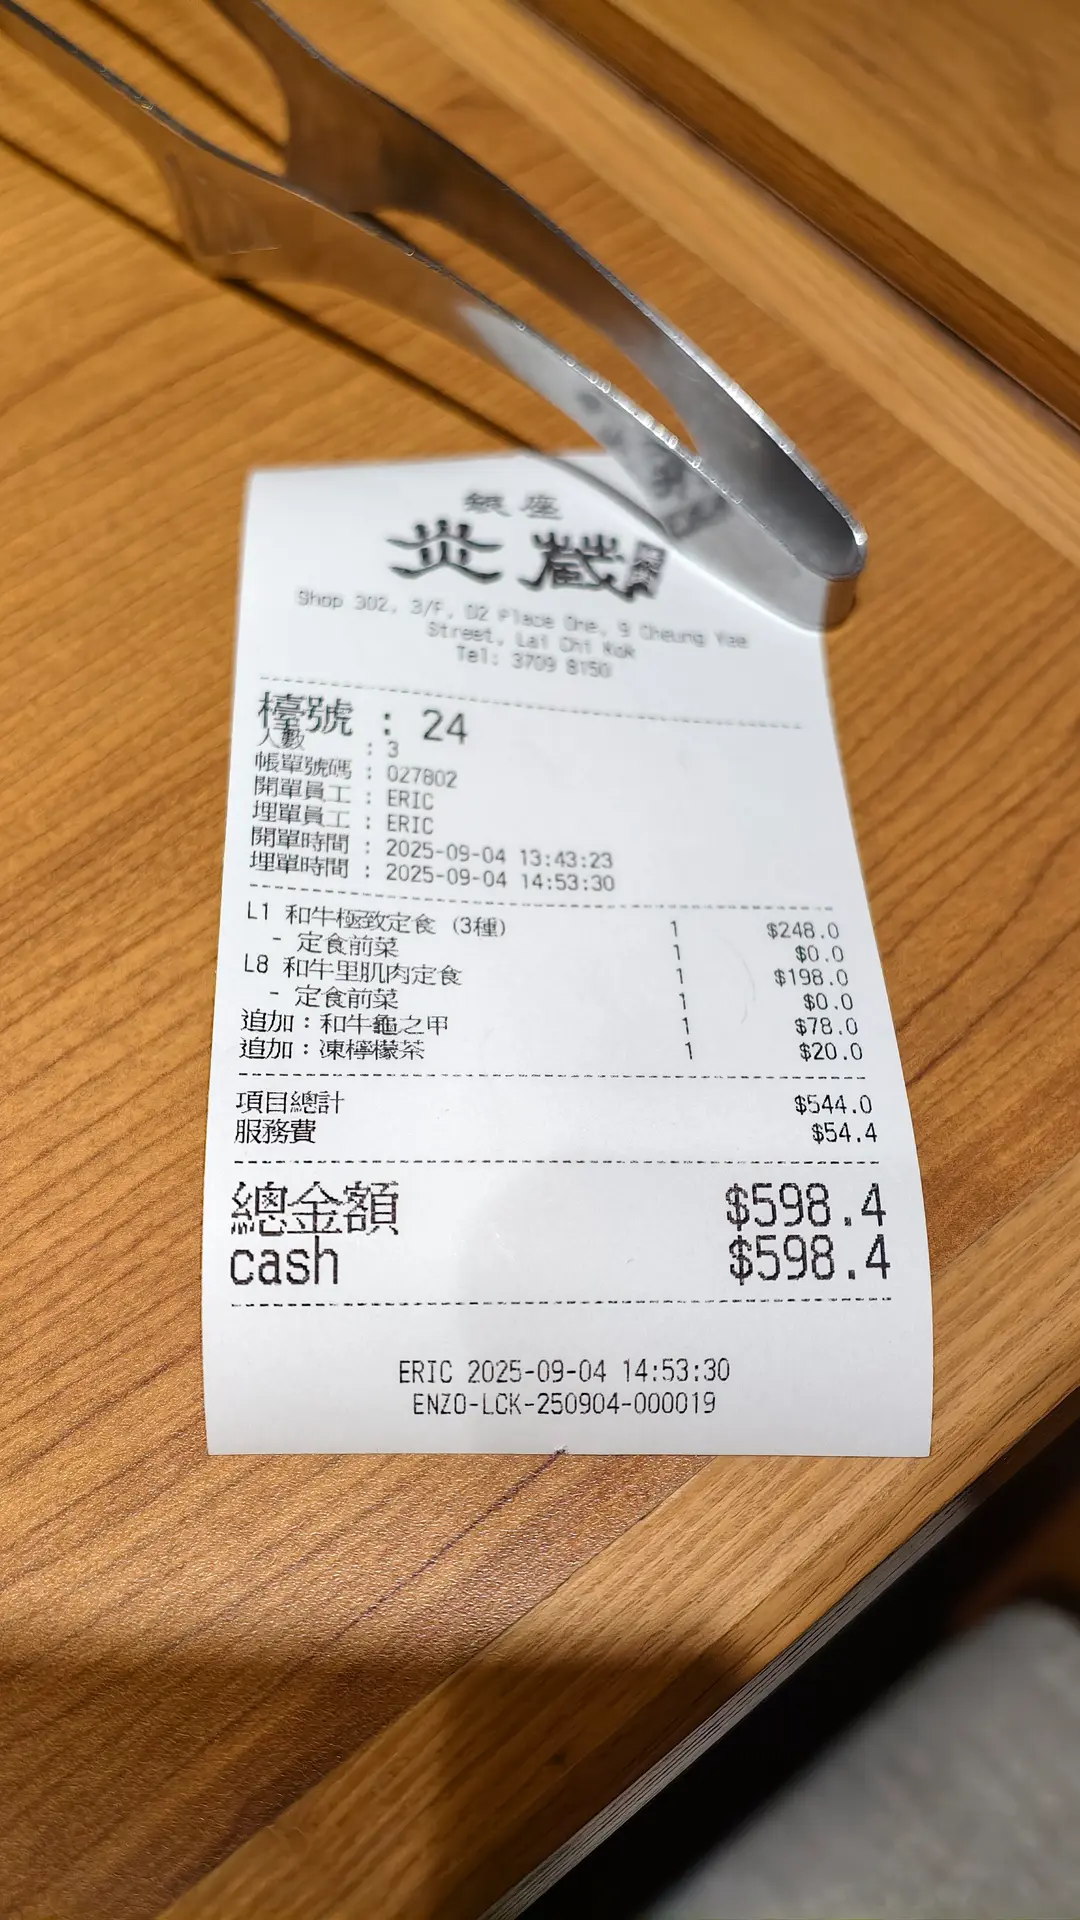 銀座
炎蔵
Shop 302, 3/F, D2 Place One, 9 Cheung Yee
Street, Lai Chi Kok
Tel: 3709 8150
檯號 : 24
人數 : 3
帳單號碼 : 027802
開單員工 : ERIC
埋單員工 : ERIC
開單時間 : 2025-09-04 13:43:23
埋單時間 : 2025-09-04 14:53:30
L1 和牛極致定食 (3種) 1 $248.0
- 定食前菜 1 $0.0
L8 和牛里肌肉定食 1 $198.0
- 定食前菜 1 $0.0
追加：和牛龜之甲 1 $78.0
追加：凍檸檬茶 1 $20.0
項目總計 $544.0
服務費 $54.4
總金額 $598.4
cash $598.4
ERIC 2025-09-04 14:53:30
ENZO-LCK-250904-000019